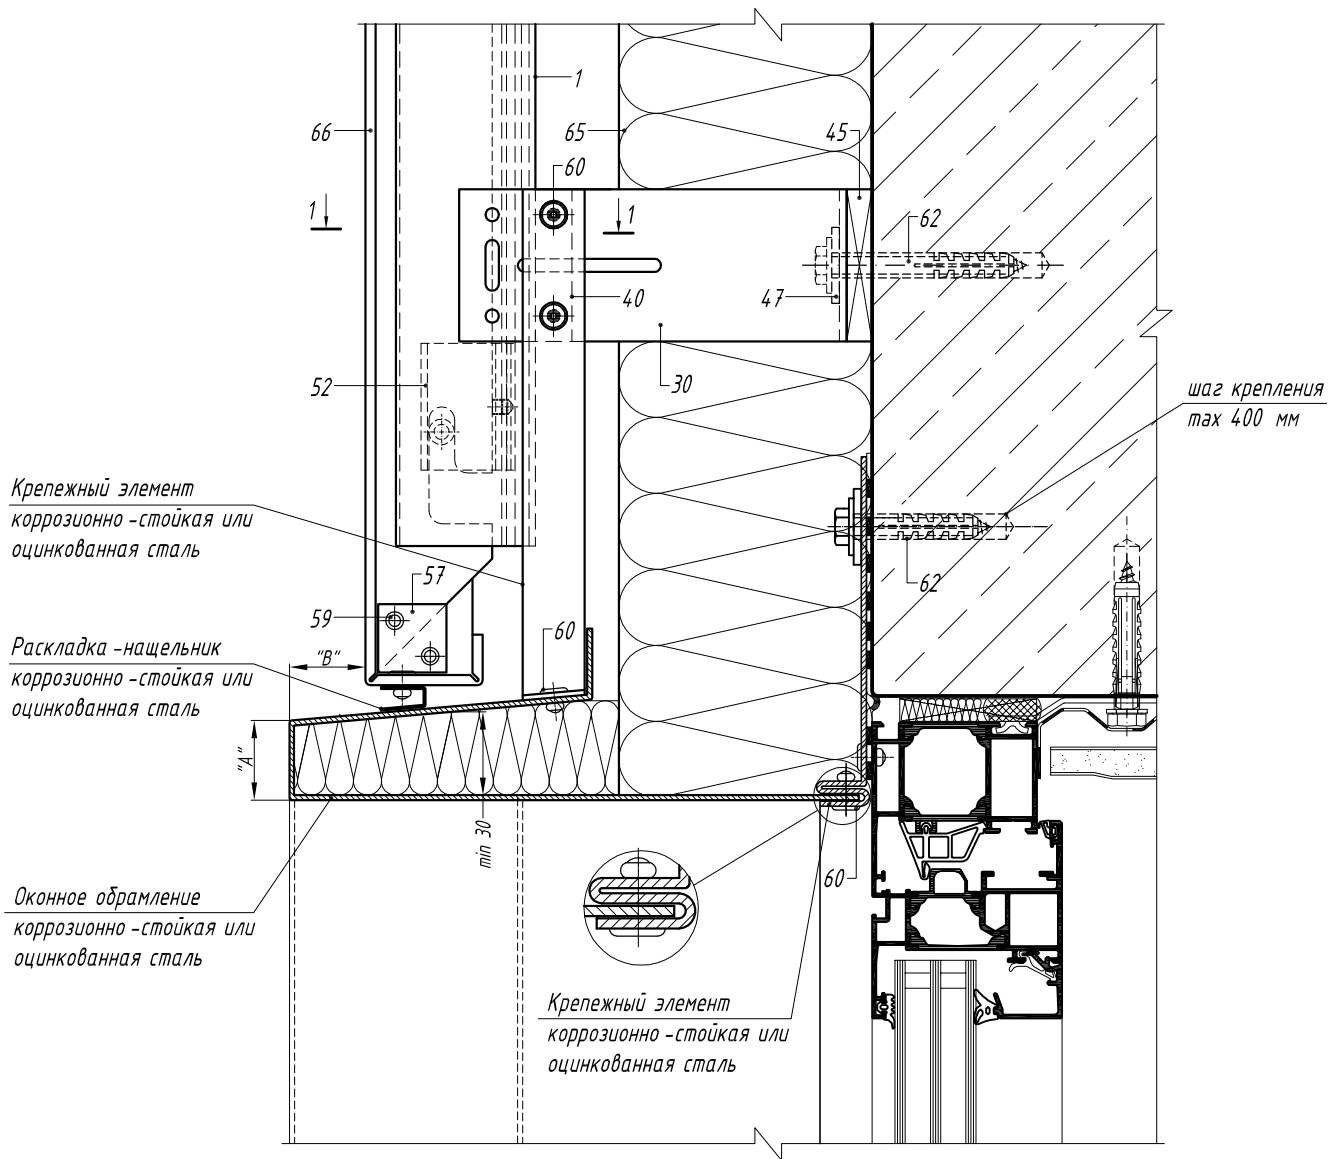 1
66
65
45
60
1
1
62
40
47
30
52
шаг крепления
max 400 мм
Крепежный элемент
коррозионно-стойкая или
оцинкованная сталь
57
62
59
60
"В"
Раскладка-нащельник
коррозионно-стойкая или
оцинкованная сталь
"А"
min 30
60
Оконное обрамление
коррозионно-стойкая или
оцинкованная сталь
Крепежный элемент
коррозионно-стойкая или
оцинкованная сталь